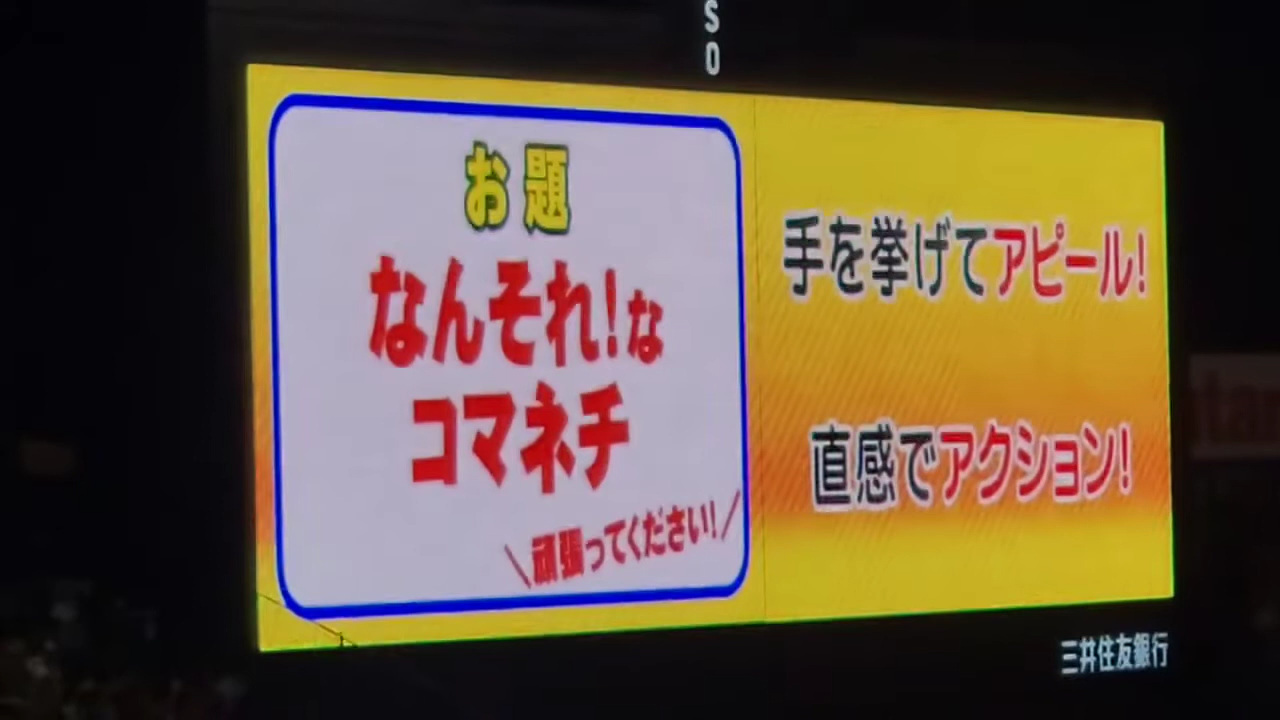 S
O
お題
なんそれ!な
コマネチ
\頑張ってください!/
手を挙げてアピール!
直感でアクション!
三井住友銀行